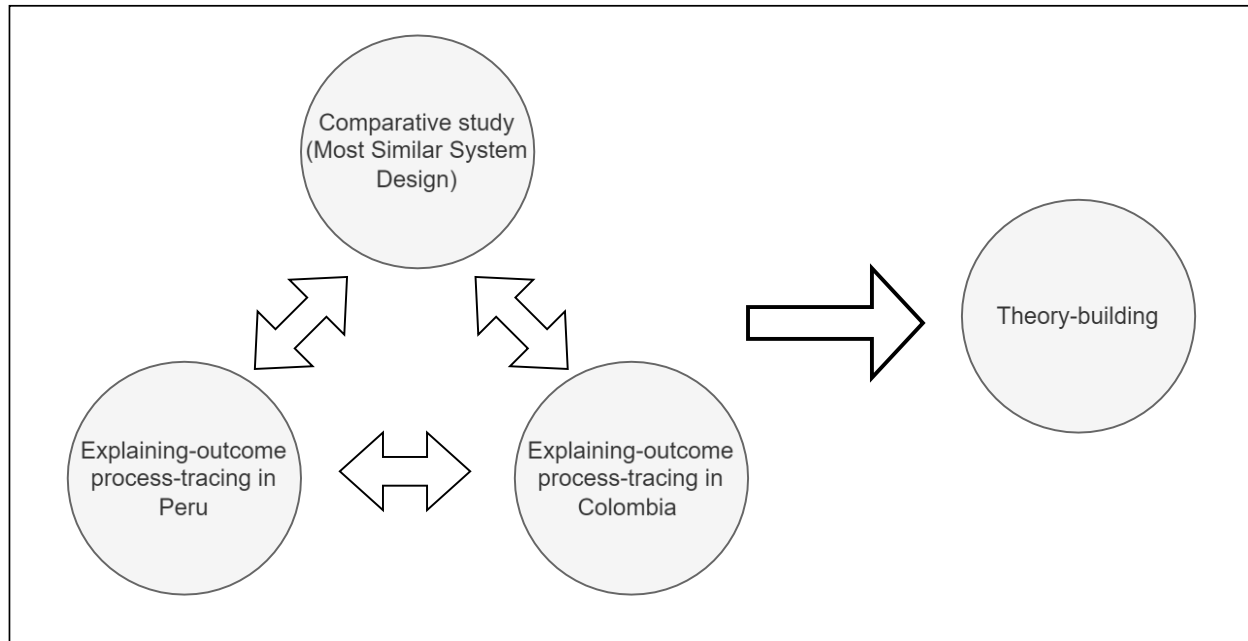 Comparative study
(Most Similar System
Design)
Theory-building
Explaining-outcome
process-tracing in
Peru
Explaining-outcome
process-tracing in
Colombia